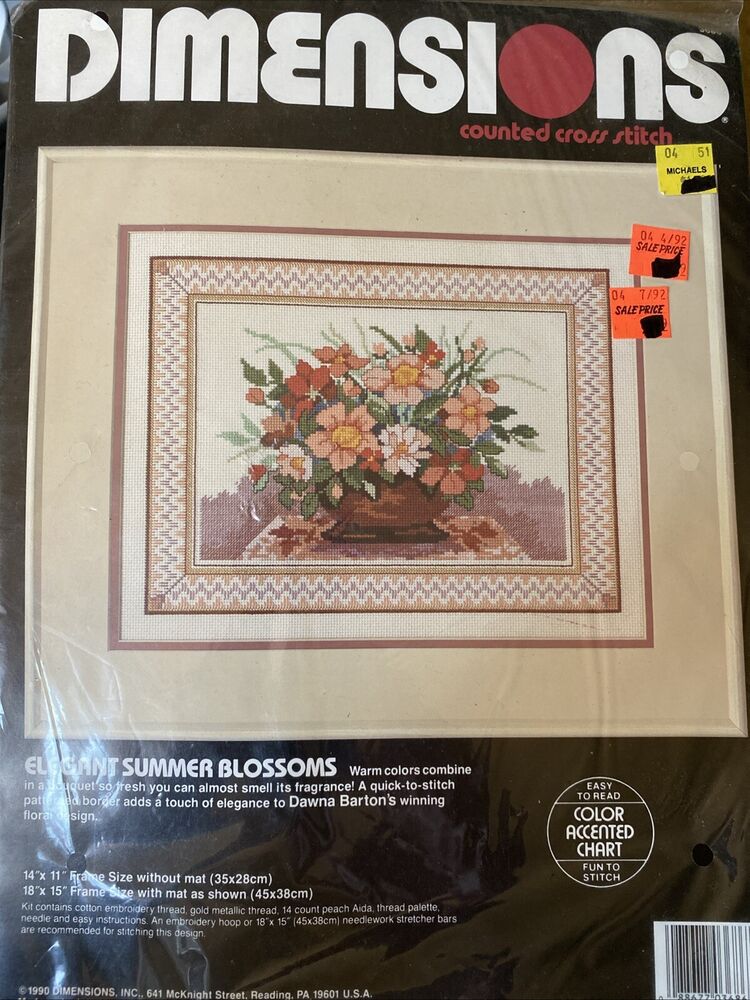 DIMENSIONS®
counted cross stitch
04 51
MICHAELS
04 4/92
SALE PRICE
04 7/92
SALE PRICE
ELEGANT SUMMER BLOSSOMS Warm colors combine
in a bouquet so fresh you can almost smell its fragrance! A quick-to-stitch
patterned border adds a touch of elegance to Dawna Barton's winning
floral design.
EASY
TO READ
COLOR
ACCENTED
CHART
FUN TO
STITCH
14"x 11" Frame Size without mat (35x28cm)
18"x 15" Frame Size with mat as shown (45x38cm)
Kit contains cotton embroidery thread, gold metallic thread, 14 count peach Aida, thread palette,
needle and easy instructions. An embroidery hoop or 18"x 15" (45x38cm) needlework stretcher bars
are recommended for stitching this design.
©1990 DIMENSIONS, INC., 641 McKnight Street, Reading, PA 19601 U.S.A.